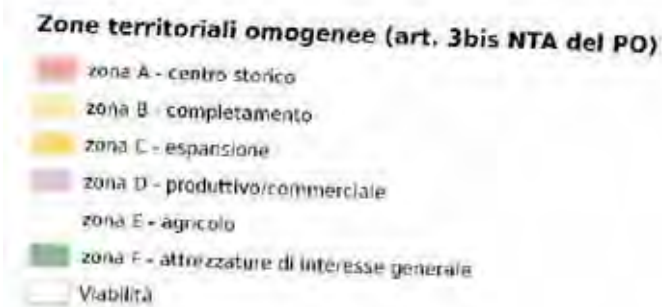 Zone territoriali omogenee (art. 3bis NTA del PO)
zona A - centro storico
zona B - completamento
zona C - espansione
zona D - produttivo/commerciale
zona E - agricolo
zona F - attrezzature di interesse generale
Viabilità